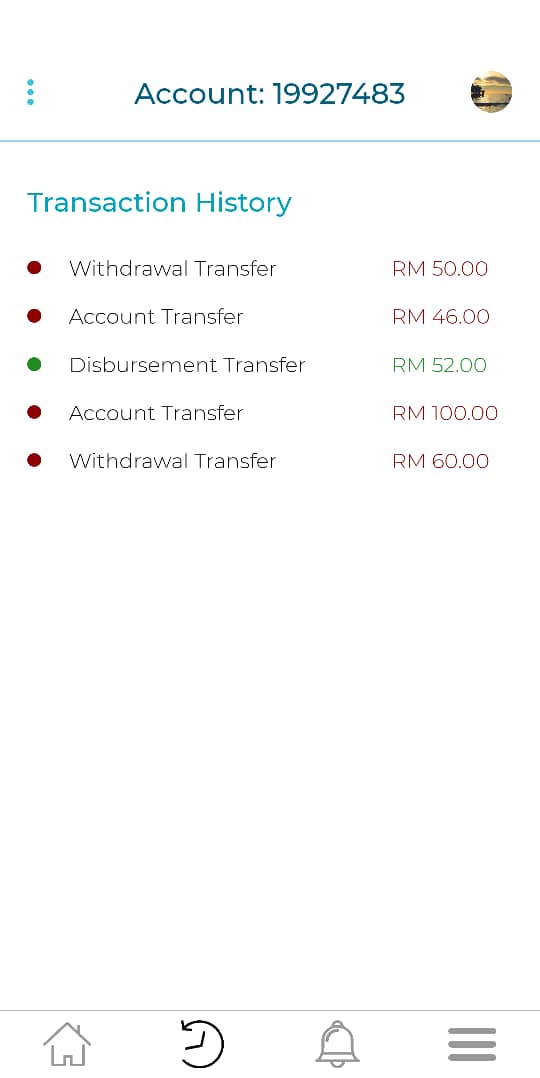 Account: 19927483
Transaction History
Withdrawal Transfer RM 50.00
Account Transfer RM 46.00
Disbursement Transfer RM 52.00
Account Transfer RM 100.00
Withdrawal Transfer RM 60.00